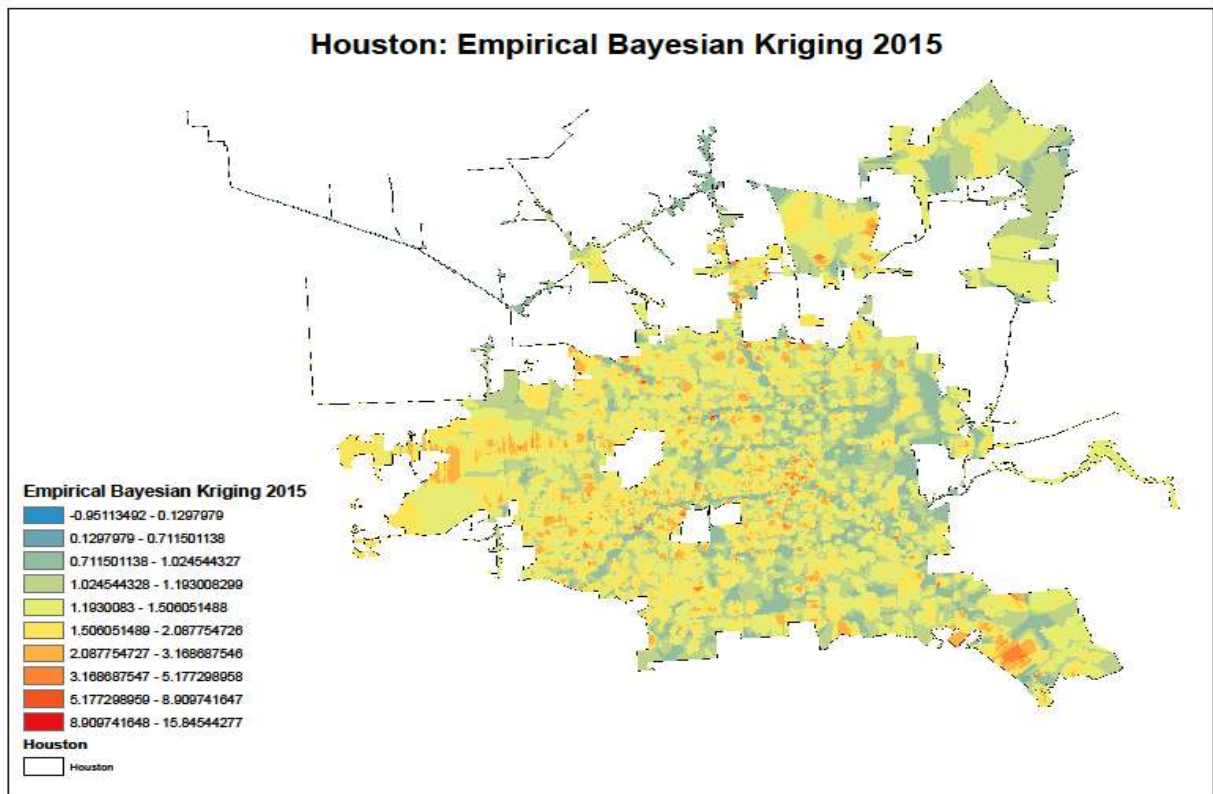 Houston: Empirical Bayesian Kriging 2015
Empirical Bayesian Kriging 2015
-0.95113492 - 0.1297979
0.1297979 - 0.711501138
0.711501138 - 1.024544327
1.024544328 - 1.193008299
1.1930083 - 1.506051488
1.506051489 - 2.087754726
2.087754727 - 3.168687546
3.168687547 - 5.177298958
5.177298959 - 8.909741647
8.909741648 - 15.84544277
Houston
Houston